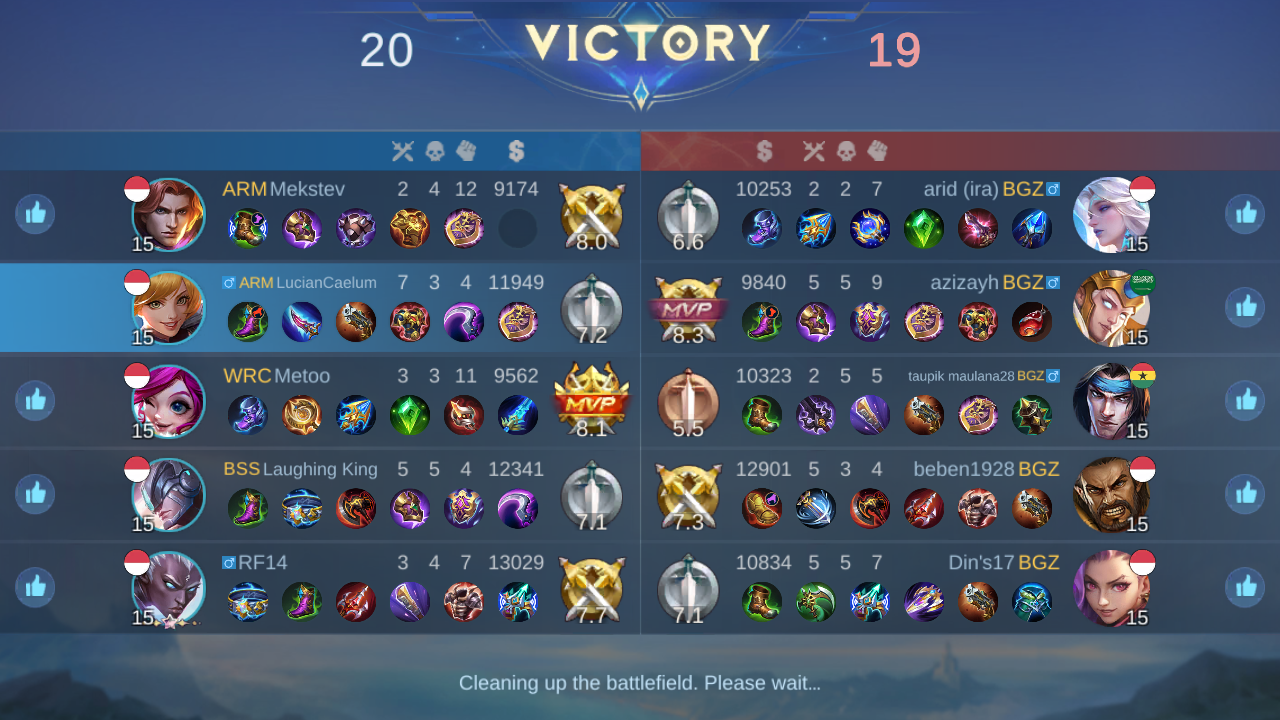 20 VICTORY 19
ARM Mekstev 2 4 12 9174
15 8.0
10253 2 2 7 arid (ira) BGZ
6.6 15
ARM LucianCaelum 7 3 4 11949
15 7.2
9840 5 5 9 azizayh BGZ
MVP 8.3 15
WRC Metoo 3 3 11 9562
15 MVP 8.1
10323 2 5 5 taupik maulana28 BGZ
5.5 15
BSS Laughing King 5 5 4 12341
15 7.1
12901 5 3 4 beben1928 BGZ
7.3 15
RF14 3 4 7 13029
15 7.7
10834 5 5 7 Din's17 BGZ
7.1 15
Cleaning up the battlefield. Please wait...